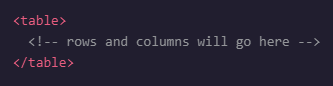 <table>
  <!-- rows and columns will go here -->
</table>